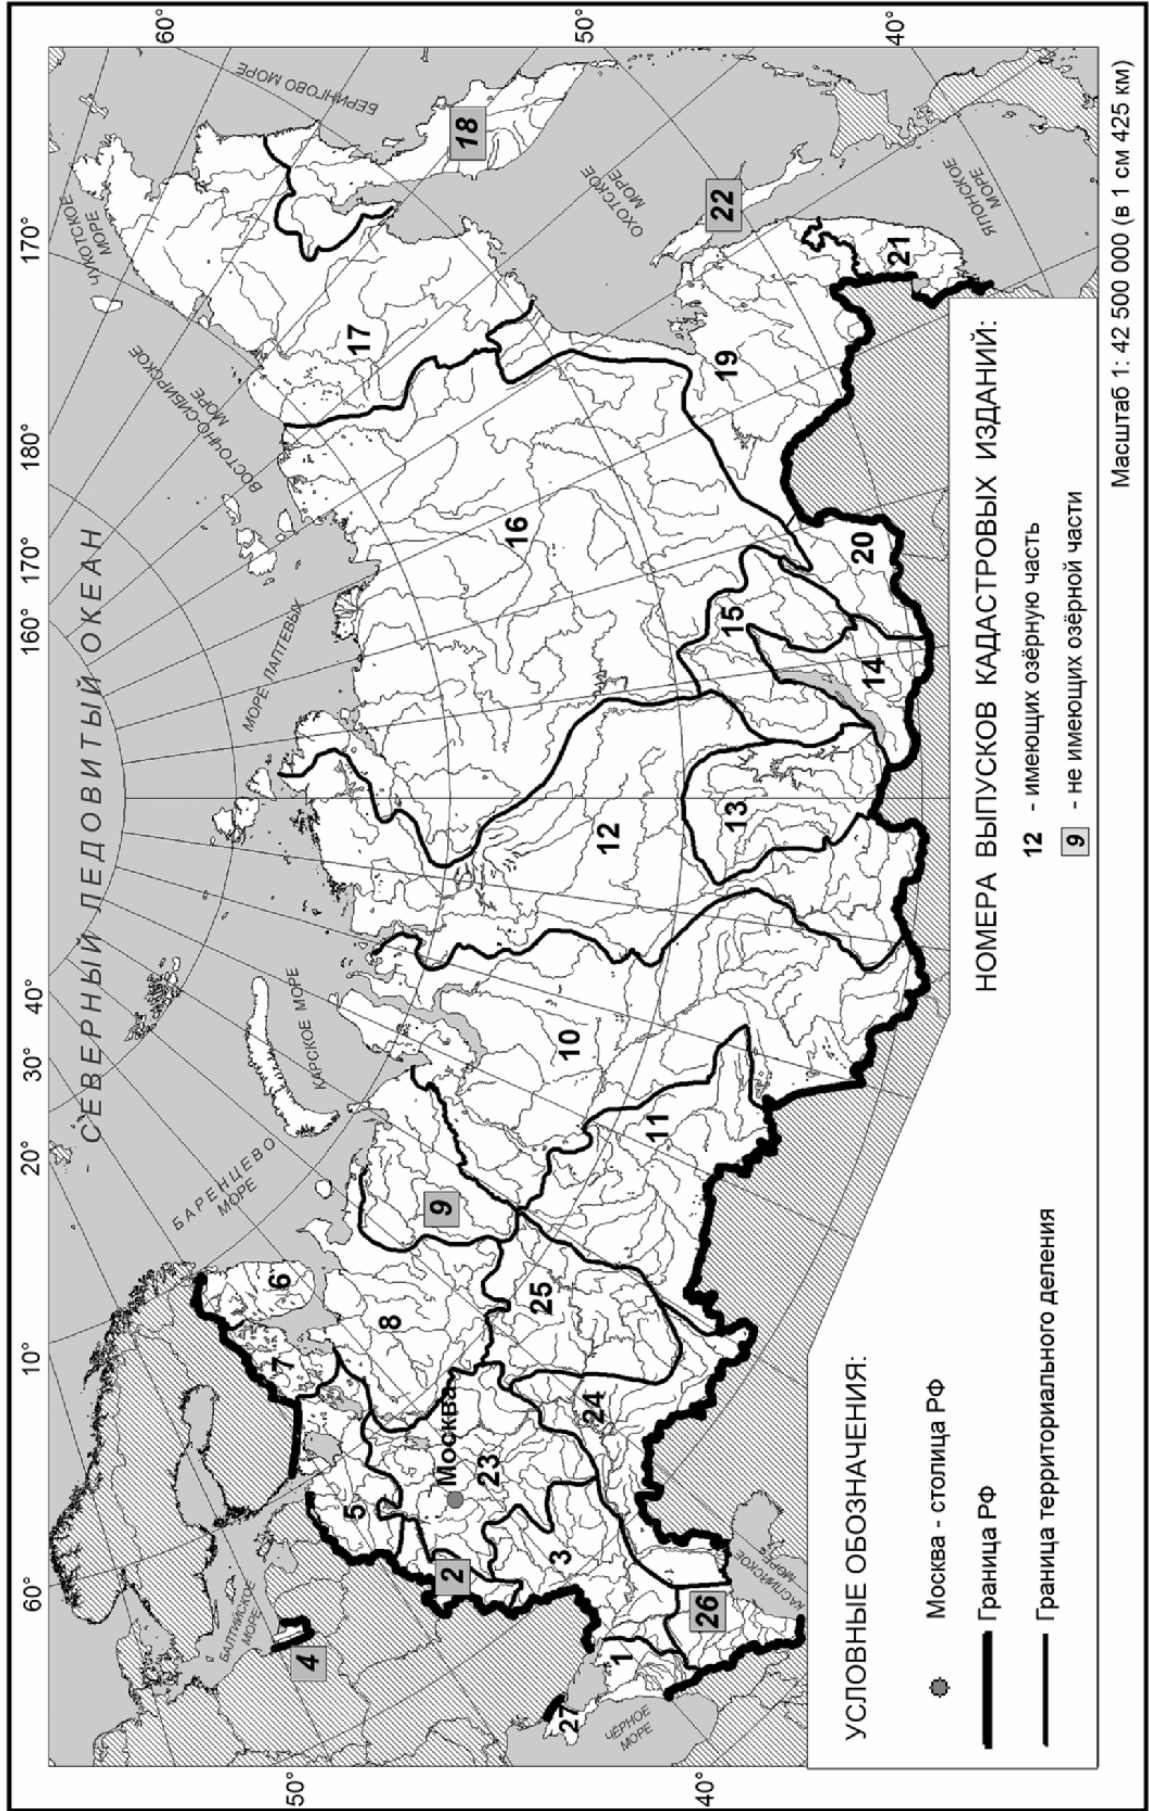 170°
180°
170°
160°
40°
30°
20°
10°
60°
60°
50°
40°
50°
40°
СЕВЕРНЫЙ ЛЕДОВИТЫЙ ОКЕАН
ЧУКОТСКОЕ
МОРЕ
БЕРИНГОВО МОРЕ
ВОСТОЧНО-СИБИРСКОЕ
МОРЕ
МОРЕ ЛАПТЕВЫХ
КАРСКОЕ МОРЕ
БАРЕНЦЕВО
МОРЕ
БАЛТИЙСКОЕ
МОРЕ
ОХОТСКОЕ
МОРЕ
ЯПОНСКОЕ
МОРЕ
КАСПИЙСКОЕ
МОРЕ
ЧЁРНОЕ
МОРЕ
Москва
1
2
3
4
5
6
7
8
9
10
11
12
13
14
15
16
17
18
19
20
21
22
23
24
25
26
27
УСЛОВНЫЕ ОБОЗНАЧЕНИЯ:
Москва - столица РФ
Граница РФ
Граница территориального деления
НОМЕРА ВЫПУСКОВ КАДАСТРОВЫХ ИЗДАНИЙ:
12 - имеющих озёрную часть
9 - не имеющих озёрной части
Масштаб 1: 42 500 000 (в 1 см 425 км)